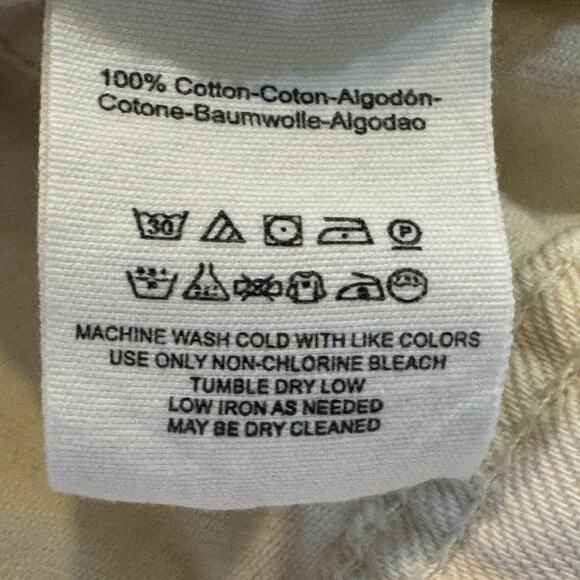 100% Cotton-Coton-Algodón-
Cotone-Baumwolle-Algodao
30 P
MACHINE WASH COLD WITH LIKE COLORS
USE ONLY NON-CHLORINE BLEACH
TUMBLE DRY LOW
LOW IRON AS NEEDED
MAY BE DRY CLEANED